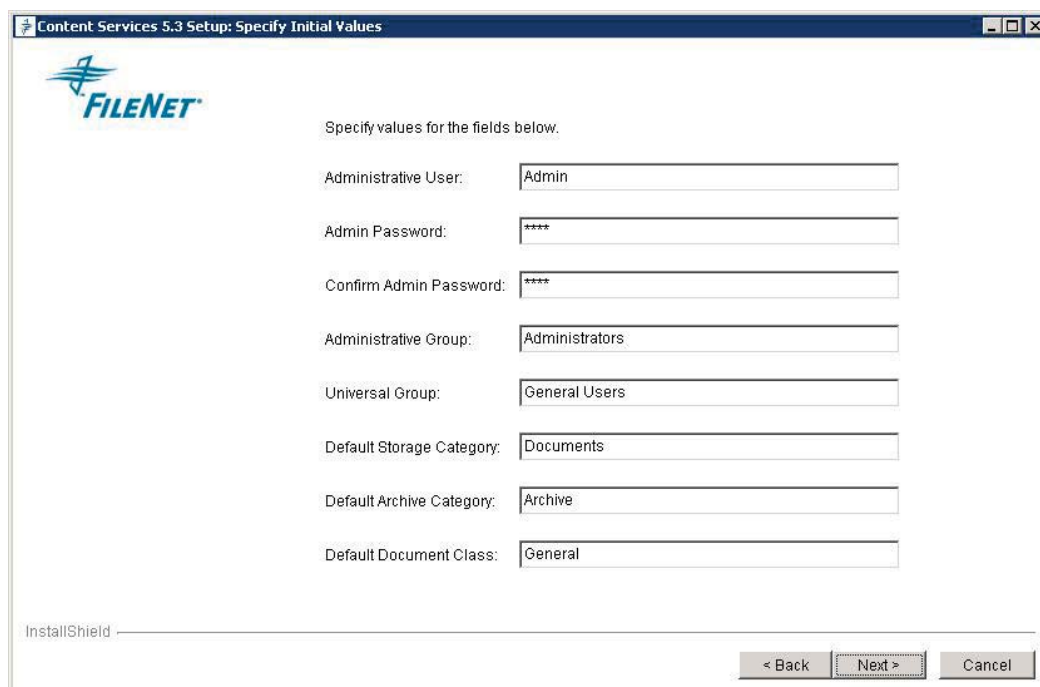 Content Services 5.3 Setup: Specify Initial Values
FILENET
Specify values for the fields below.
Administrative User: Admin
Admin Password: ****
Confirm Admin Password: ****
Administrative Group: Administrators
Universal Group: General Users
Default Storage Category: Documents
Default Archive Category: Archive
Default Document Class: General
InstallShield
< Back Next > Cancel